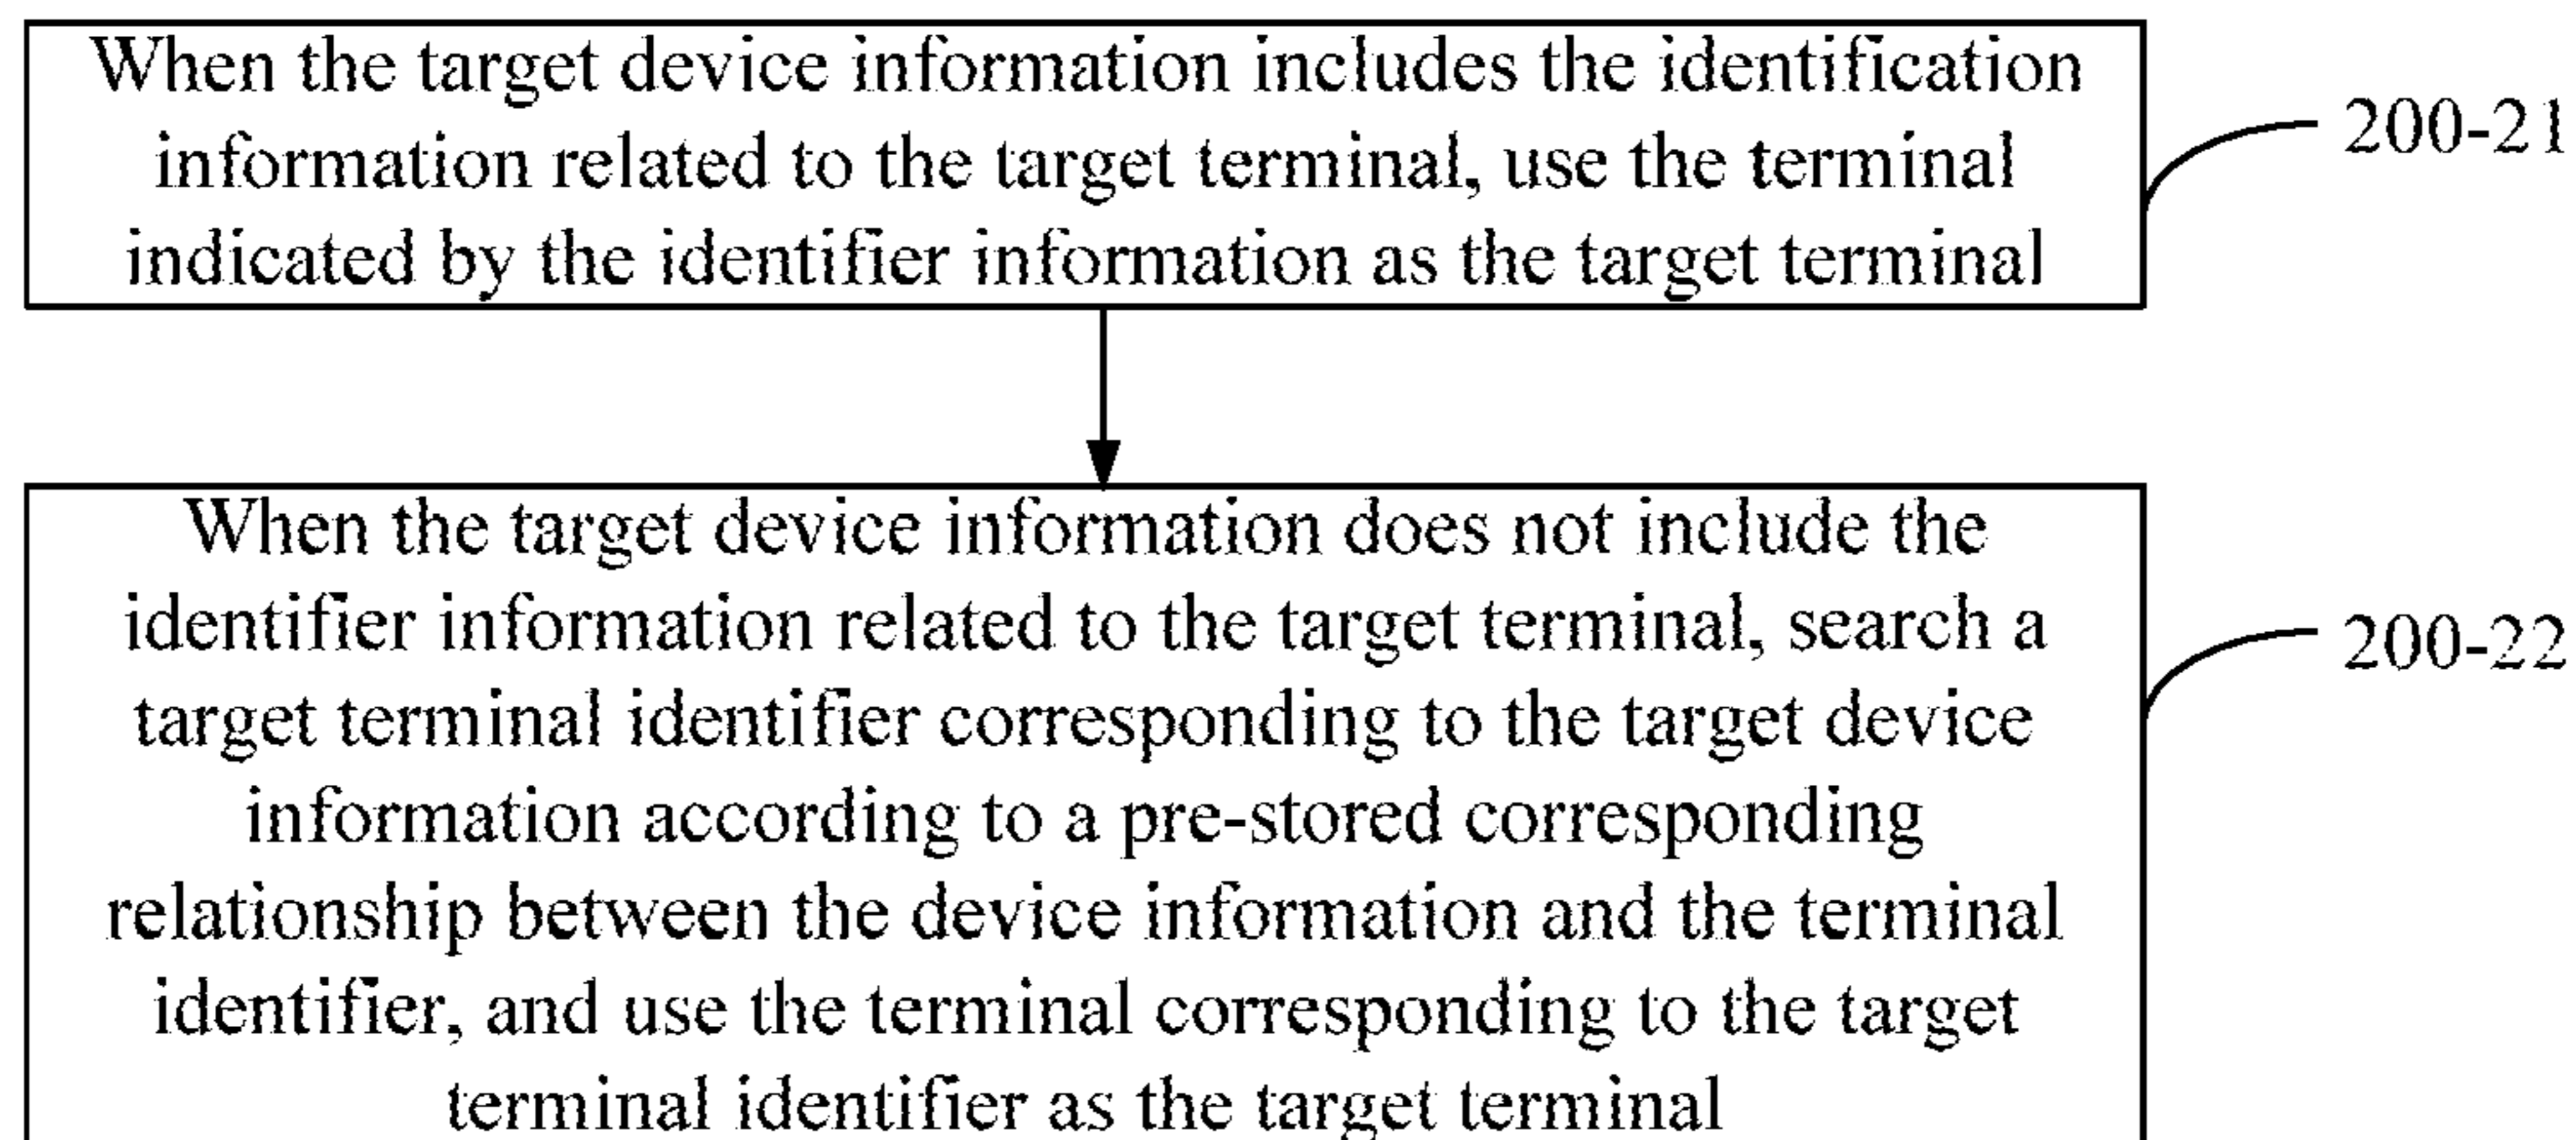 When the target device information includes the identification
information related to the target terminal, use the terminal
indicated by the identifier information as the target terminal
200-21
When the target device information does not include the
identifier information related to the target terminal, search a
target terminal identifier corresponding to the target device
information according to a pre-stored corresponding
relationship between the device information and the terminal
identifier, and use the terminal corresponding to the target
terminal identifier as the target terminal
200-22